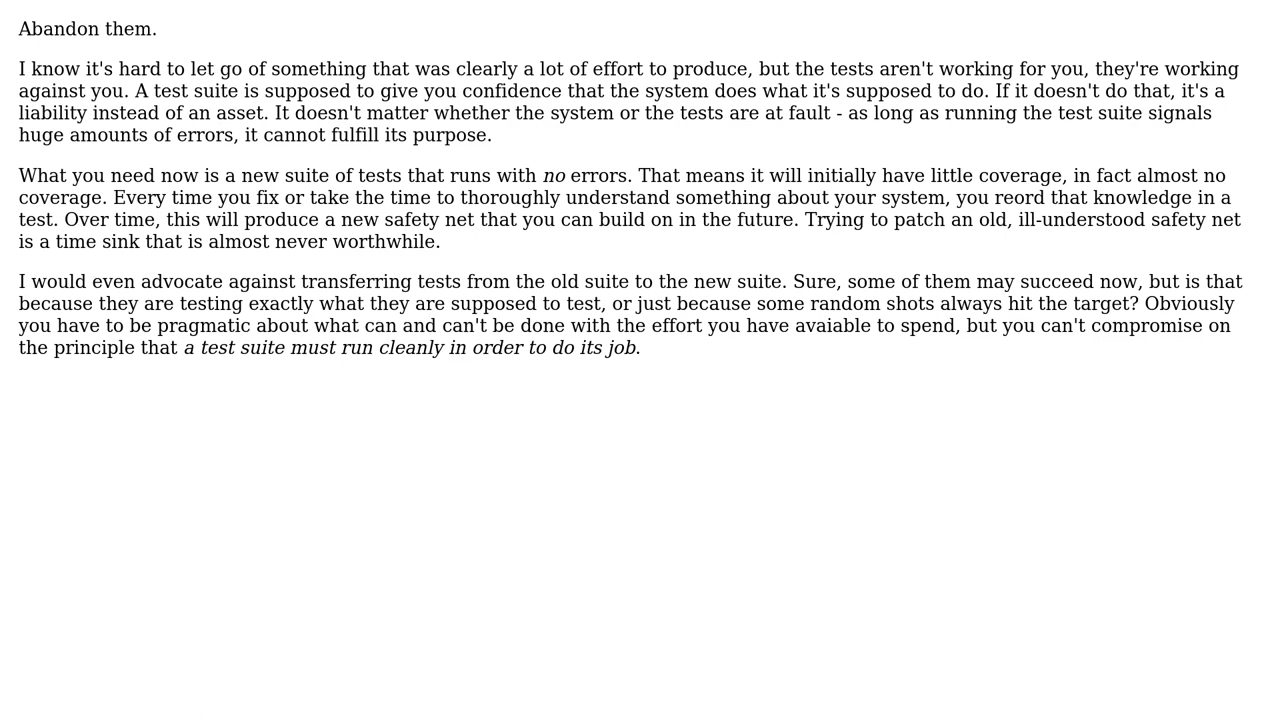 Abandon them.
I know it's hard to let go of something that was clearly a lot of effort to produce, but the tests aren't working for you, they're working
against you. A test suite is supposed to give you confidence that the system does what it's supposed to do. If it doesn't do that, it's a
liability instead of an asset. It doesn't matter whether the system or the tests are at fault - as long as running the test suite signals
huge amounts of errors, it cannot fulfill its purpose.
What you need now is a new suite of tests that runs with no errors. That means it will initially have little coverage, in fact almost no
coverage. Every time you fix or take the time to thoroughly understand something about your system, you reord that knowledge in a
test. Over time, this will produce a new safety net that you can build on in the future. Trying to patch an old, ill-understood safety net
is a time sink that is almost never worthwhile.
I would even advocate against transferring tests from the old suite to the new suite. Sure, some of them may succeed now, but is that
because they are testing exactly what they are supposed to test, or just because some random shots always hit the target? Obviously
you have to be pragmatic about what can and can't be done with the effort you have avaiable to spend, but you can't compromise on
the principle that a test suite must run cleanly in order to do its job.